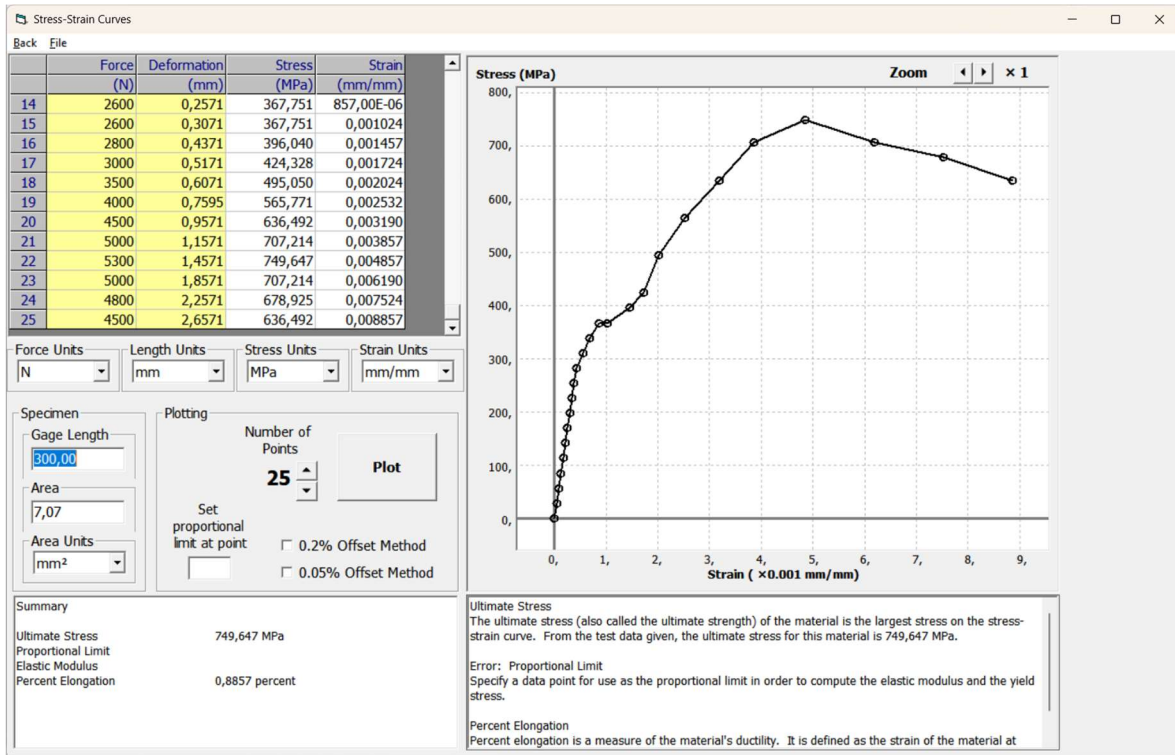 Stress-Strain Curves
Back File
Force Deformation Stress Strain
(N) (mm) (MPa) (mm/mm)
14 2600 0,2571 367,751 857,00E-06
15 2600 0,3071 367,751 0,001024
16 2800 0,4371 396,040 0,001457
17 3000 0,5171 424,328 0,001724
18 3500 0,6071 495,050 0,002024
19 4000 0,7595 565,771 0,002532
20 4500 0,9571 636,492 0,003190
21 5000 1,1571 707,214 0,003857
22 5300 1,4571 749,647 0,004857
23 5000 1,8571 707,214 0,006190
24 4800 2,2571 678,925 0,007524
25 4500 2,6571 636,492 0,008857
Force Units Length Units Stress Units Strain Units
N mm MPa mm/mm
Specimen
Gage Length
300,00
Area
7,07
Area Units
mm²
Plotting
Number of
Points
25
Plot
Set
proportional
limit at point
0.2% Offset Method
0.05% Offset Method
Stress (MPa)
Zoom × 1
800,
700,
600,
500,
400,
300,
200,
100,
0,
0, 1, 2, 3, 4, 5, 6, 7, 8, 9,
Strain ( ×0.001 mm/mm)
Summary
Ultimate Stress 749,647 MPa
Proportional Limit
Elastic Modulus
Percent Elongation 0,8857 percent
Ultimate Stress
The ultimate stress (also called the ultimate strength) of the material is the largest stress on the stress-
strain curve. From the test data given, the ultimate stress for this material is 749,647 MPa.
Error: Proportional Limit
Specify a data point for use as the proportional limit in order to compute the elastic modulus and the yield
stress.
Percent Elongation
Percent elongation is a measure of the material's ductility. It is defined as the strain of the material at